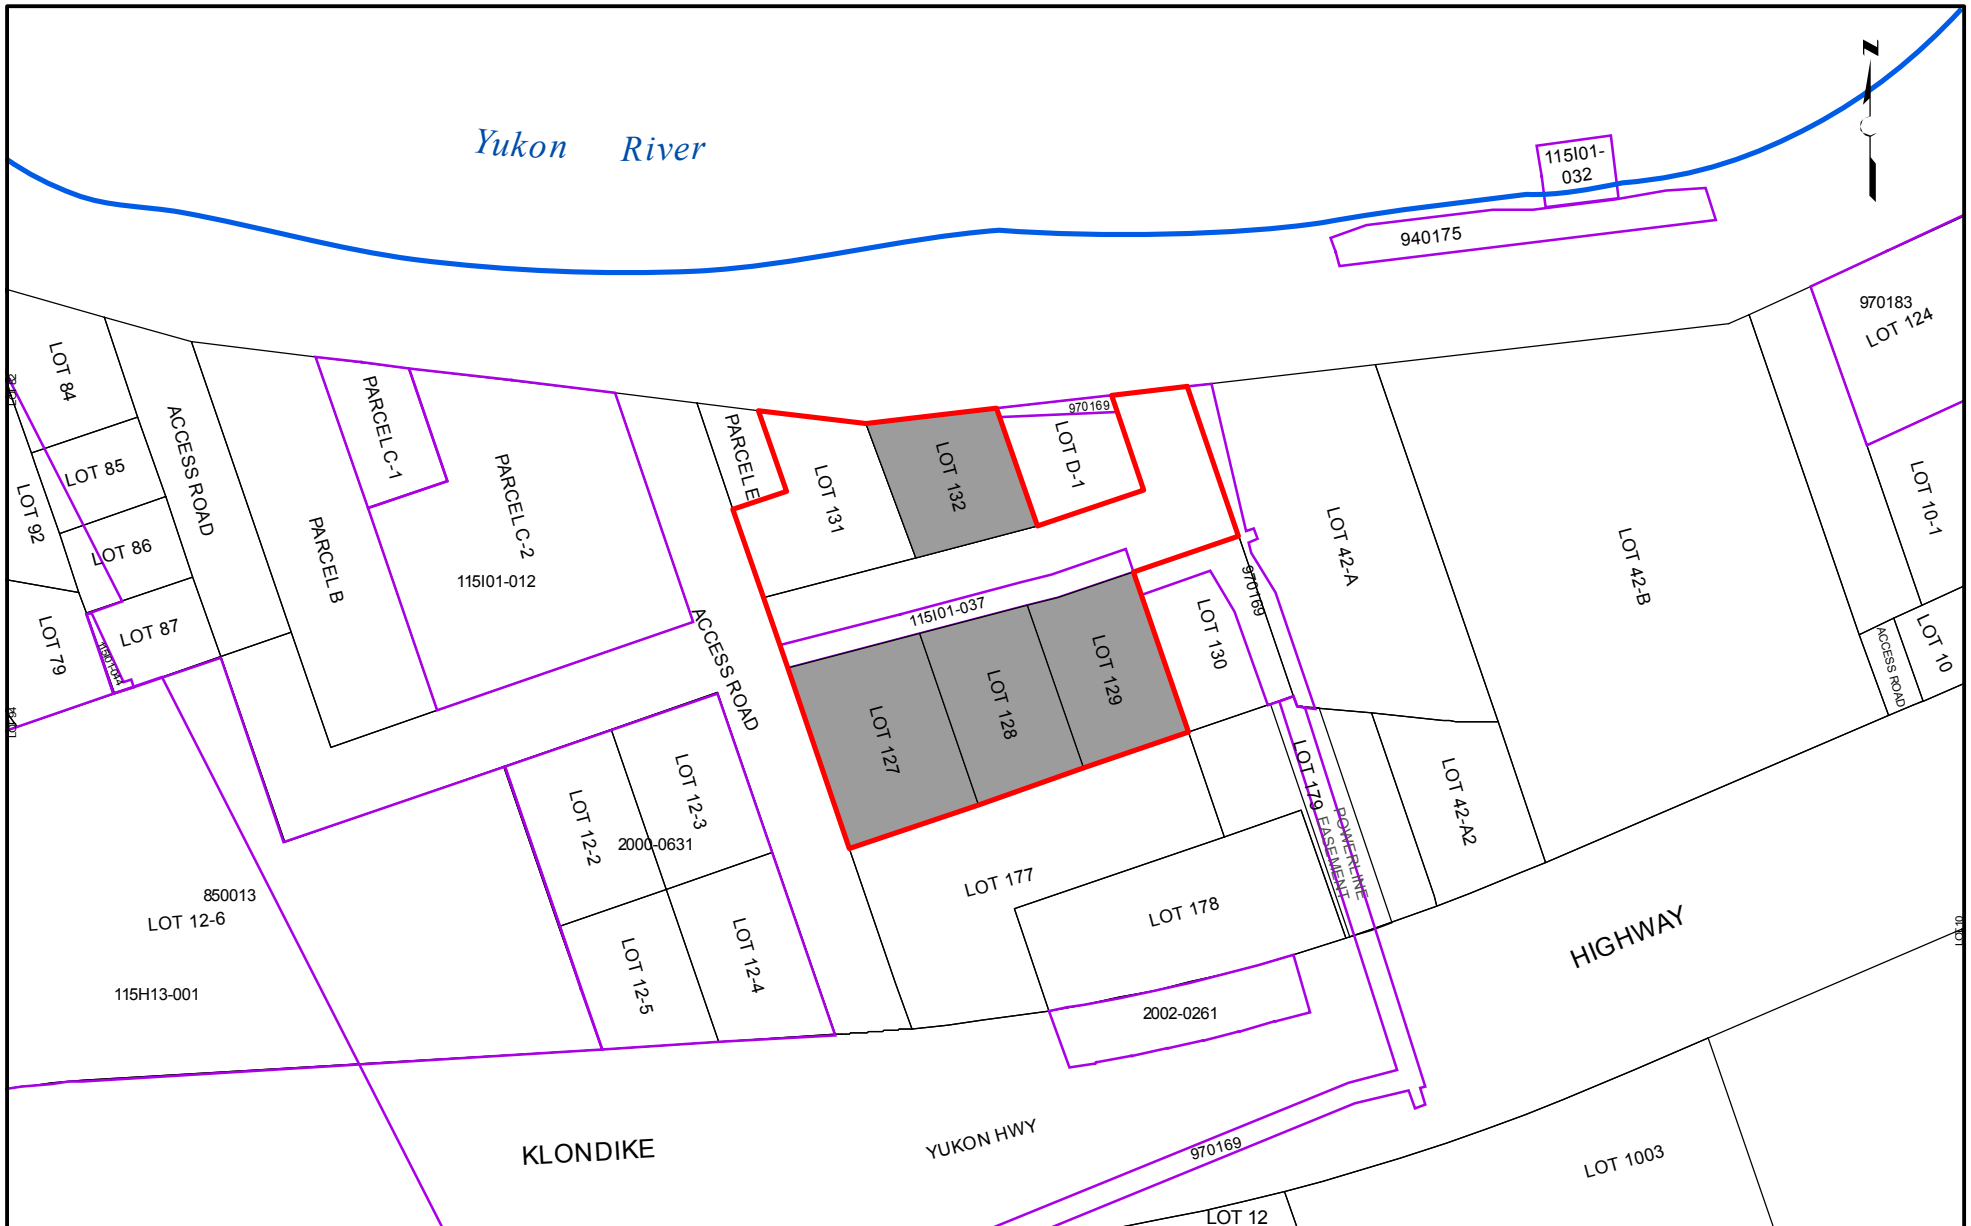 Yukon River
N
115I01-
032
940175
970183
LOT 124
LOT 84
ACCESS ROAD
PARCEL C-1
PARCEL C-2
PARCEL E
LOT 131
LOT 132
970169
LOT D-1
LOT 85
LOT 92
LOT 86
PARCEL B
115I01-012
LOT 42-A
LOT 42-B
LOT 10-1
LOT 79
LOT 87
115I01-044
ACCESS ROAD
115I01-037
LOT 130
970169
LOT 10
ACCESS ROAD
LOT 127
LOT 128
LOT 129
LOT 12-2
LOT 12-3
2000-0631
LOT 179
POWERLINE
EASEMENT
LOT 42-A2
850013
LOT 12-6
LOT 177
LOT 178
115H13-001
LOT 12-5
LOT 12-4
2002-0261
HIGHWAY
KLONDIKE
YUKON HWY
970169
LOT 1003
LOT 12